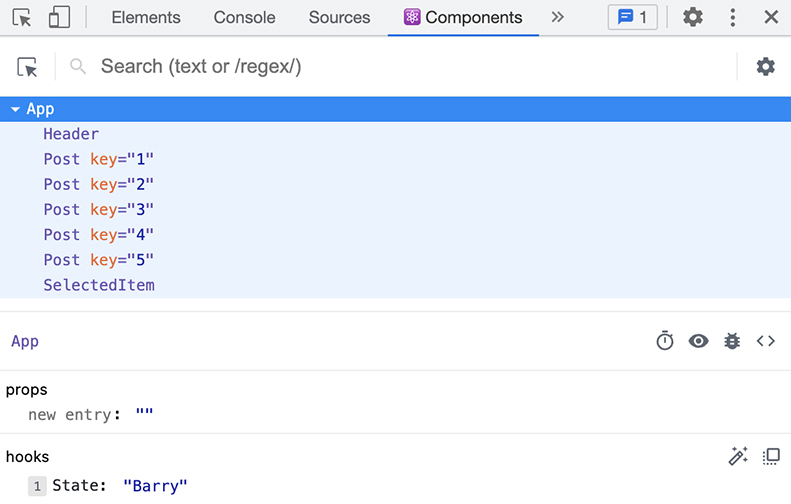 Elements Console Sources Components 1
Search (text or /regex/)
App
Header
Post key="1"
Post key="2"
Post key="3"
Post key="4"
Post key="5"
SelectedItem
App
props
new entry: ""
hooks
1 State: "Barry"